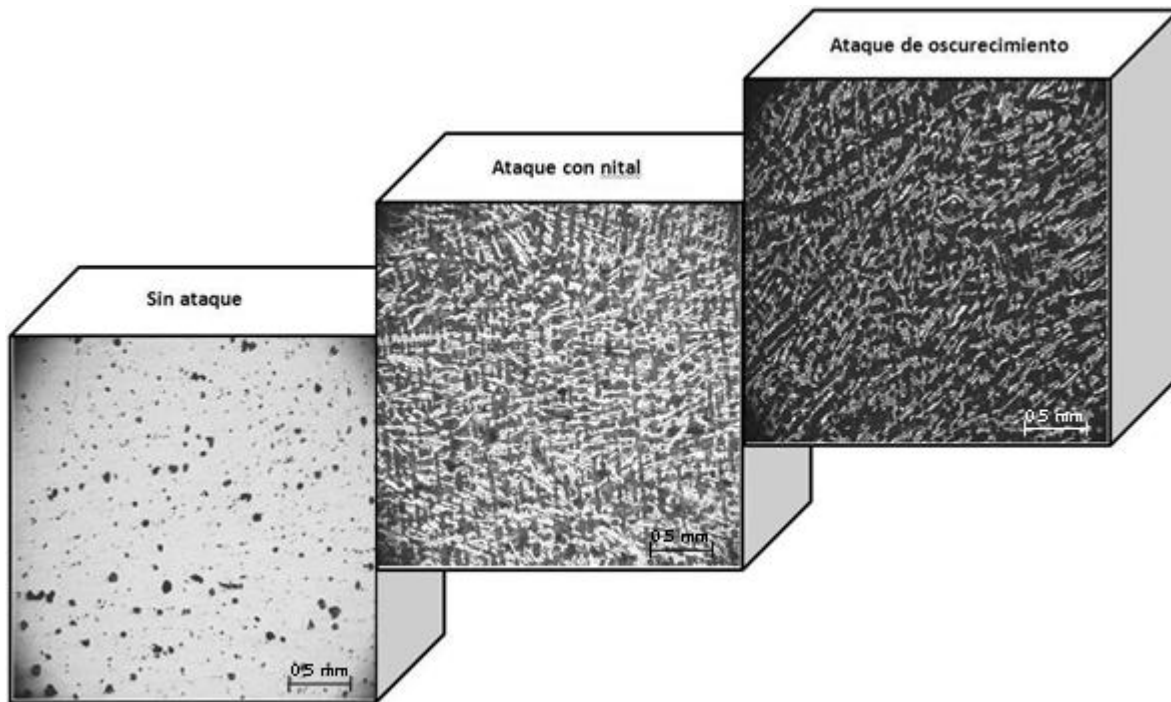 Ataque de oscurecimiento
Ataque con nital
Sin ataque
0.5 mm
0.5 mm
0.5 mm